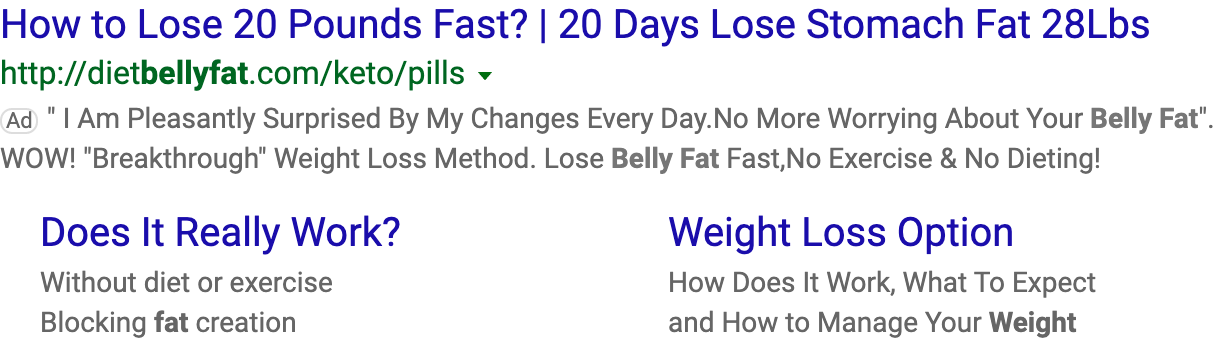 How to Lose 20 Pounds Fast? | 20 Days Lose Stomach Fat 28Lbs
http://dietbellyfat.com/keto/pills
Ad " I Am Pleasantly Surprised By My Changes Every Day.No More Worrying About Your Belly Fat".
WOW! "Breakthrough" Weight Loss Method. Lose Belly Fat Fast,No Exercise & No Dieting!
Does It Really Work?
Without diet or exercise
Blocking fat creation
Weight Loss Option
How Does It Work, What To Expect
and How to Manage Your Weight